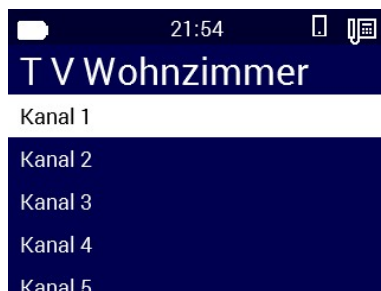 21:54
T V Wohnzimmer
Kanal 1
Kanal 2
Kanal 3
Kanal 4
Kanal 5